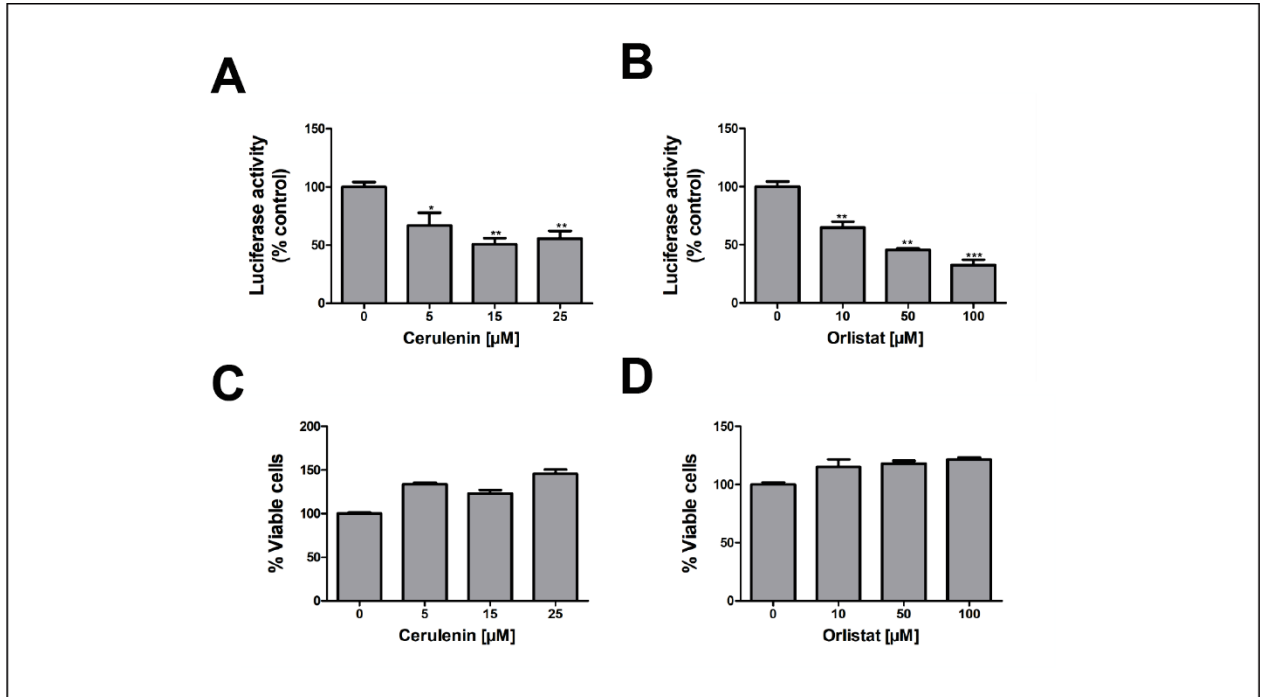 A
Luciferase activity
(% control)
150
100
50
0
*
**
**
0 5 15 25
Cerulenin [µM]
B
Luciferase activity
(% control)
150
100
50
0
**
**
***
0 10 50 100
Orlistat [µM]
C
% Viable cells
200
150
100
50
0
0 5 15 25
Cerulenin [µM]
D
% Viable cells
150
100
50
0
0 10 50 100
Orlistat [µM]